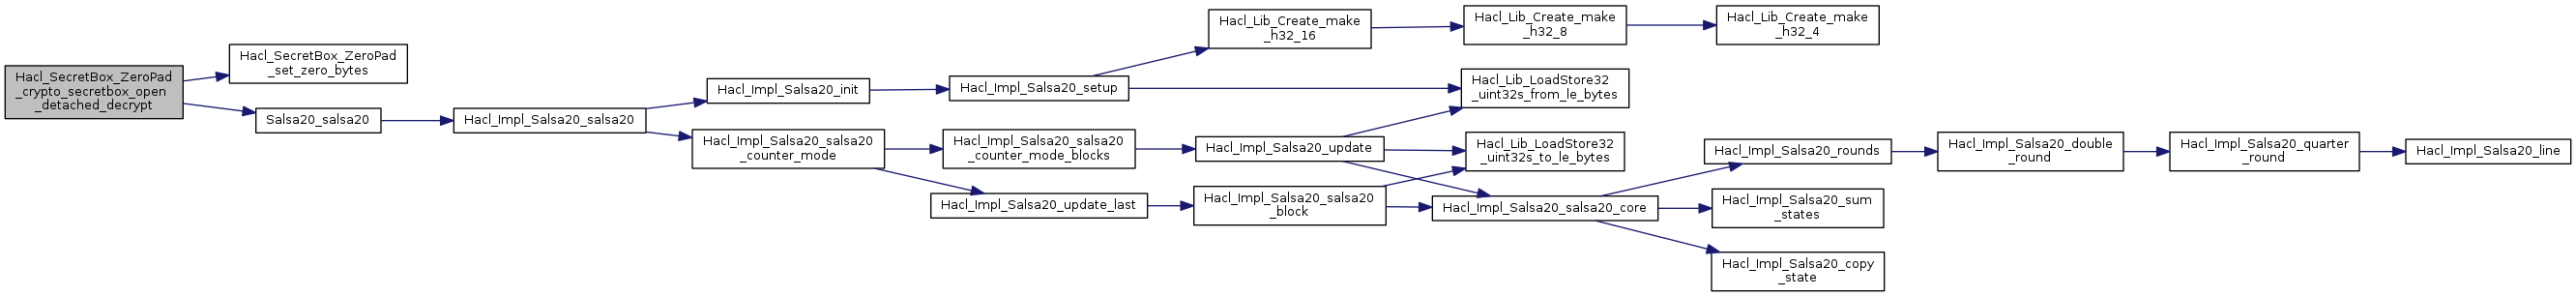 Hacl_SecretBox_ZeroPad
_crypto_secretbox_open
_detached_decrypt
Hacl_SecretBox_ZeroPad
_set_zero_bytes
Salsa20_salsa20
Hacl_Impl_Salsa20_salsa20
Hacl_Impl_Salsa20_init
Hacl_Impl_Salsa20_salsa20
_counter_mode
Hacl_Impl_Salsa20_setup
Hacl_Impl_Salsa20_salsa20
_counter_mode_blocks
Hacl_Impl_Salsa20_update_last
Hacl_Lib_Create_make
_h32_16
Hacl_Impl_Salsa20_update
Hacl_Impl_Salsa20_salsa20
_block
Hacl_Lib_Create_make
_h32_8
Hacl_Lib_LoadStore32
_uint32s_from_le_bytes
Hacl_Lib_LoadStore32
_uint32s_to_le_bytes
Hacl_Impl_Salsa20_salsa20_core
Hacl_Lib_Create_make
_h32_4
Hacl_Impl_Salsa20_rounds
Hacl_Impl_Salsa20_sum
_states
Hacl_Impl_Salsa20_copy
_state
Hacl_Impl_Salsa20_double
_round
Hacl_Impl_Salsa20_quarter
_round
Hacl_Impl_Salsa20_line